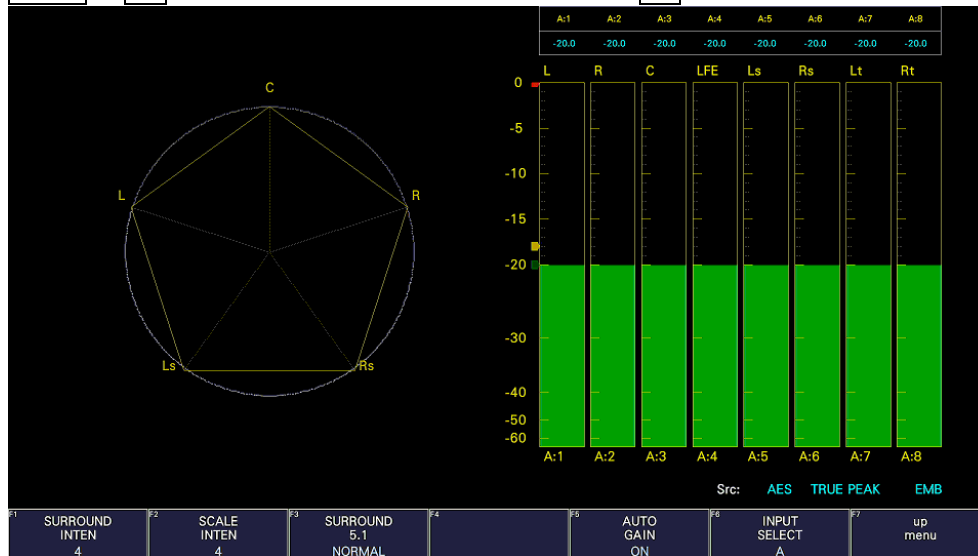 A:1 A:2 A:3 A:4 A:5 A:6 A:7 A:8
-20.0 -20.0 -20.0 -20.0 -20.0 -20.0 -20.0 -20.0
L R C LFE Ls Rs Lt Rt
0
-5
-10
-15
-20
-30
-40
-50
-60
C
L
R
Ls
Rs
A:1 A:2 A:3 A:4 A:5 A:6 A:7 A:8
Src: AES TRUE PEAK EMB
F1 SURROUND INTEN 4
F2 SCALE INTEN 4
F3 SURROUND 5.1 NORMAL
F4
F5 AUTO GAIN ON
F6 INPUT SELECT A
F7 up menu